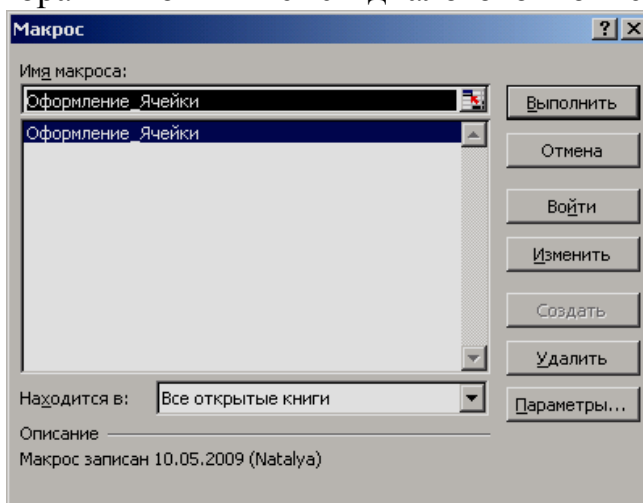 Макрос
Имя макроса:
Оформление_Ячейки
Оформление_Ячейки
Выполнить
Отмена
Войти
Изменить
Создать
Удалить
Параметры...
Находится в: Все открытые книги
Описание
Макрос записан 10.05.2009 (Natalya)